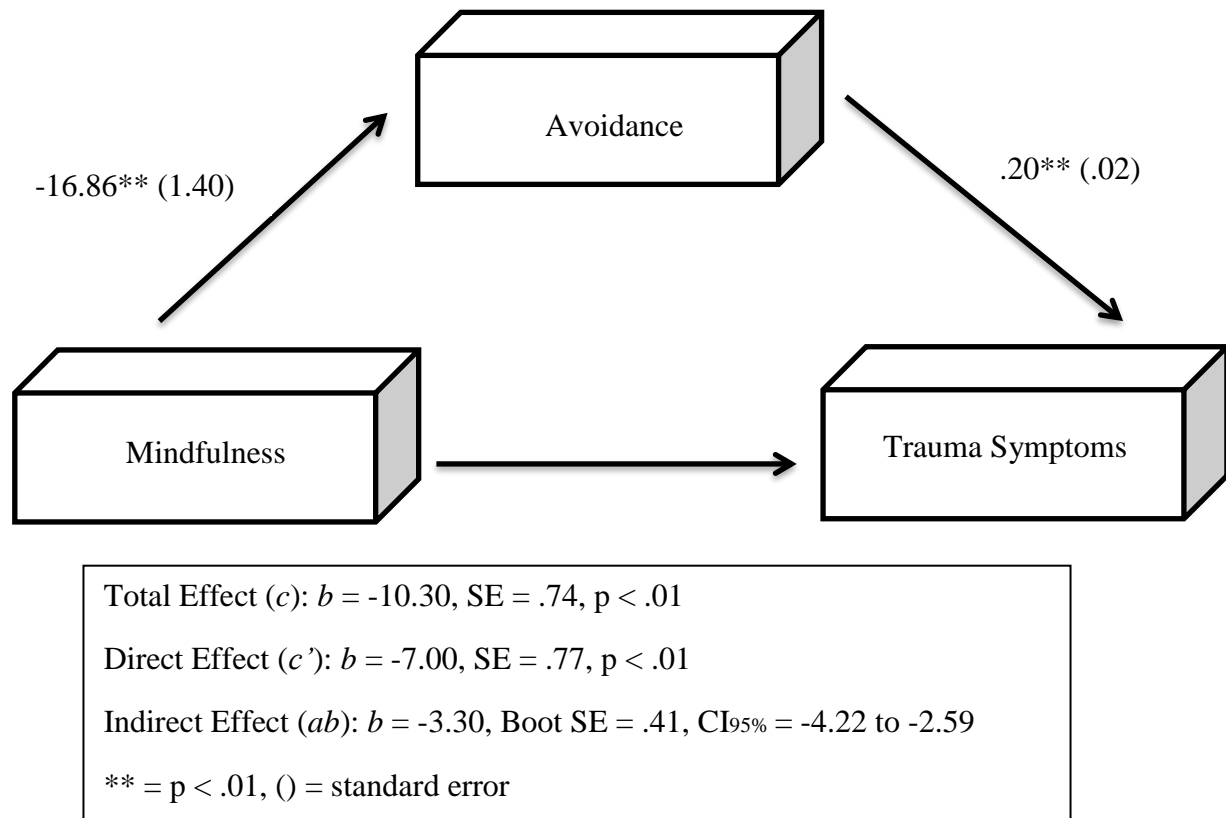 Avoidance
-16.86** (1.40)
.20** (.02)
Mindfulness
Trauma Symptoms
Total Effect (c): b = -10.30, SE = .74, p < .01
Direct Effect (c’): b = -7.00, SE = .77, p < .01
Indirect Effect (ab): b = -3.30, Boot SE = .41, CI95% = -4.22 to -2.59
** = p < .01, () = standard error